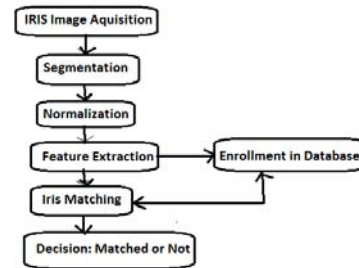 IRIS Image Aquisition
Segmentation
Normalization
Feature Extraction
Enrollment in Database
Iris Matching
Decision: Matched or Not